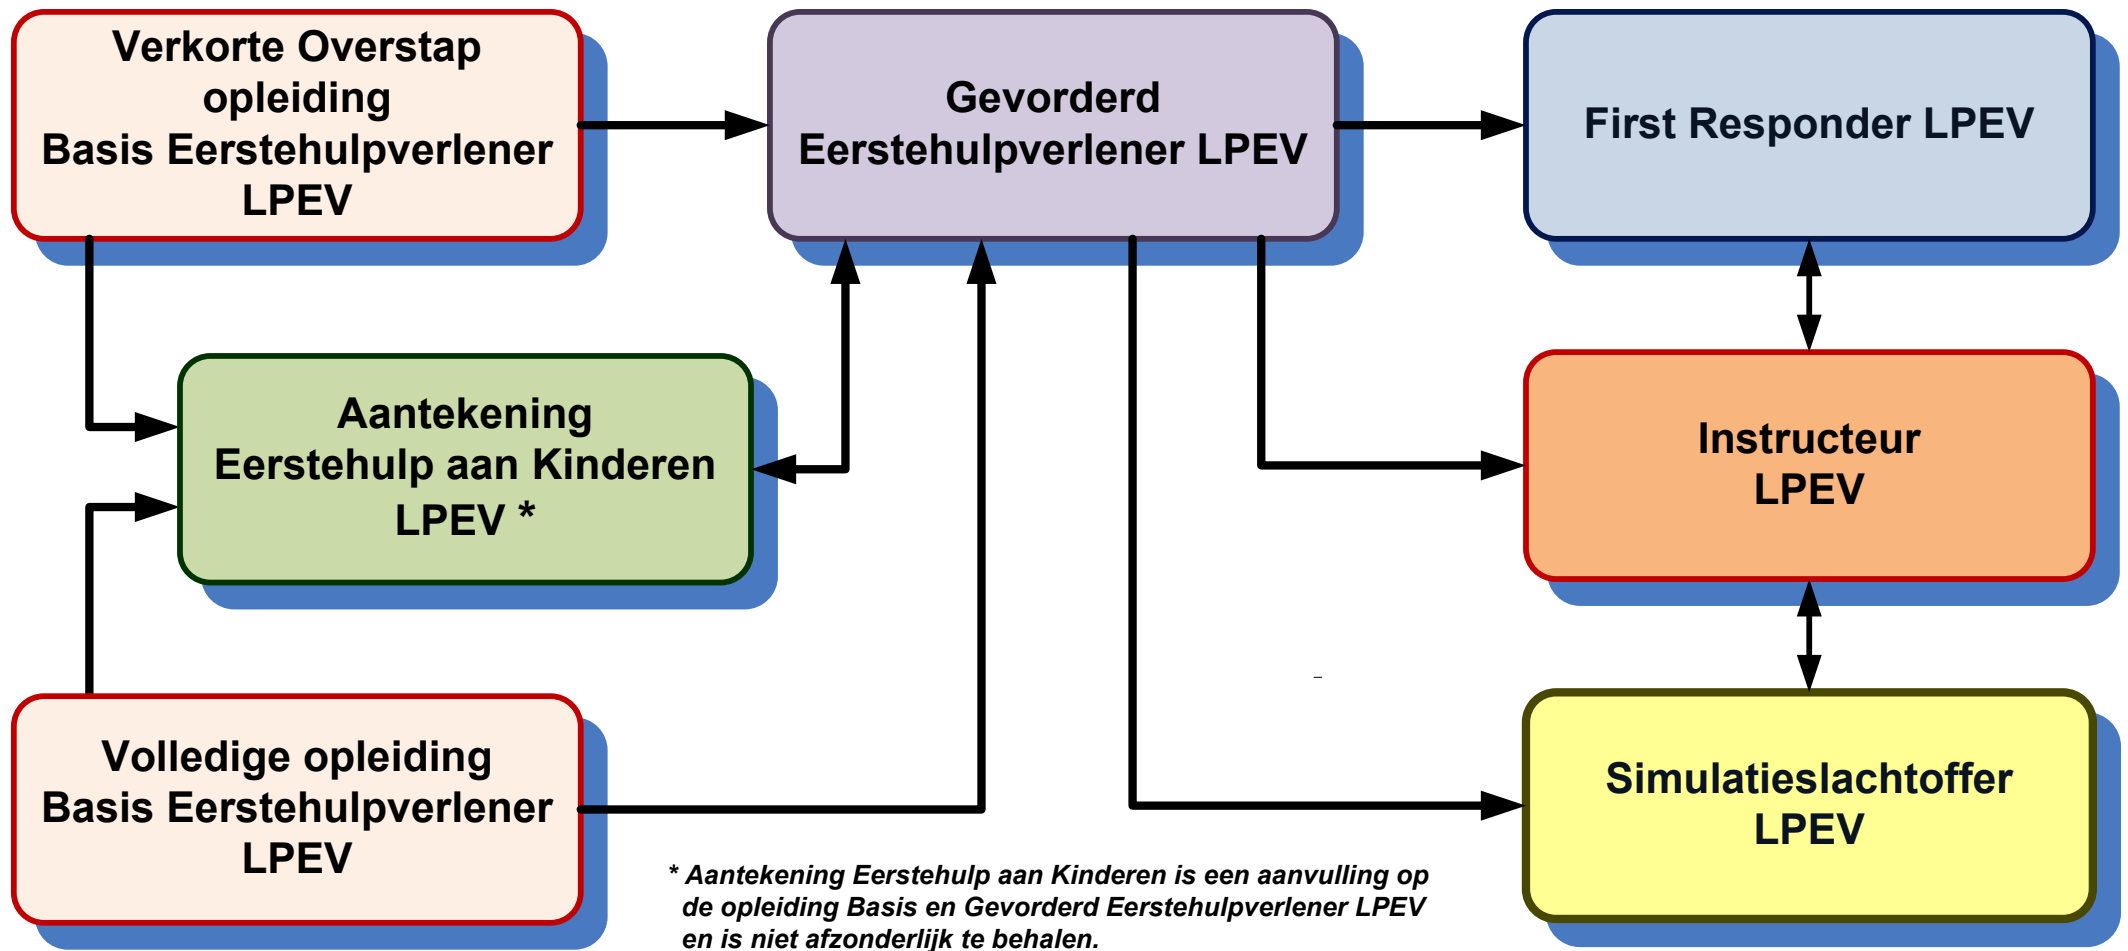 Verkorte Overstap
opleiding
Basis Eerstehulpverlener
LPEV
Gevorderd
Eerstehulpverlener LPEV
First Responder LPEV
Aantekening
Eerstehulp aan Kinderen
LPEV *
Instructeur
LPEV
Volledige opleiding
Basis Eerstehulpverlener
LPEV
Simulatieslachtoffer
LPEV
* Aantekening Eerstehulp aan Kinderen is een aanvulling op
de opleiding Basis en Gevorderd Eerstehulpverlener LPEV
en is niet afzonderlijk te behalen.